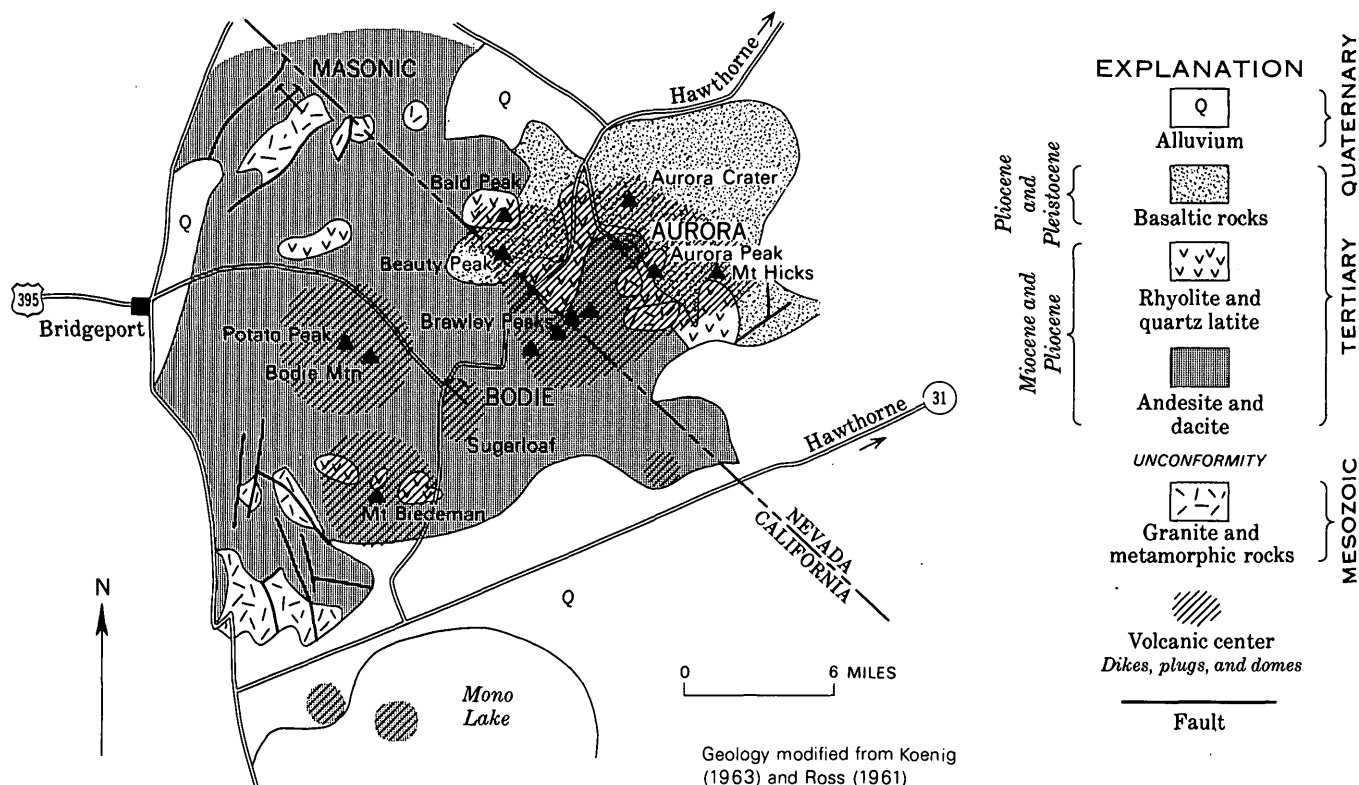 Hawthorne
MASONIC
Q
Bald Peak
Aurora Crater
AURORA
Aurora Peak
Mt Hicks
Beauty Peak
Q
395
Bridgeport
Potato Peak
Bodie Mtn
Brawley Peaks
BODIE
Sugarloaf
Mt Biedeman
Hawthorne
31
NEVADA
CALIFORNIA
Q
N
0 6 MILES
Mono
Lake
Geology modified from Koenig
(1963) and Ross (1961)
EXPLANATION
Q
Alluvium
Basaltic rocks
Rhyolite and
quartz latite
Andesite and
dacite
UNCONFORMITY
Granite and
metamorphic rocks
Volcanic center
Dikes, plugs, and domes
Fault
Pliocene
and
Pleistocene
Miocene and
Pliocene
QUATERNARY
TERTIARY
MESOZOIC